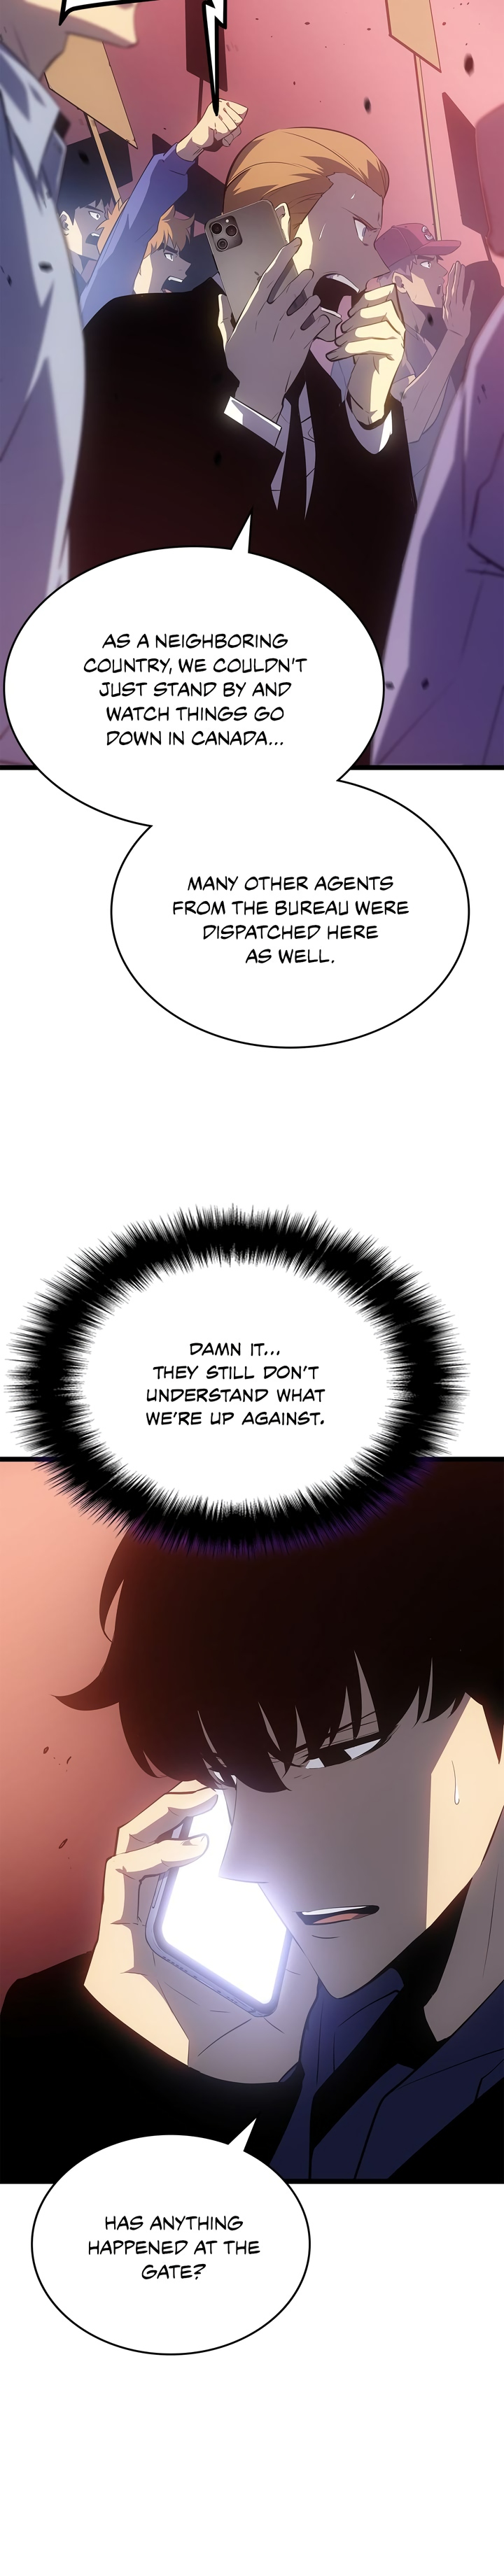 AS A NEIGHBORING
COUNTRY, WE COULDN'T
JUST STAND BY AND
WATCH THINGS GO
DOWN IN CANADA...
MANY OTHER AGENTS
FROM THE BUREAU WERE
DISPATCHED HERE
AS WELL.
DAMN IT...
THEY STILL DON'T
UNDERSTAND WHAT
WE'RE UP AGAINST.
HAS ANYTHING
HAPPENED AT THE
GATE?